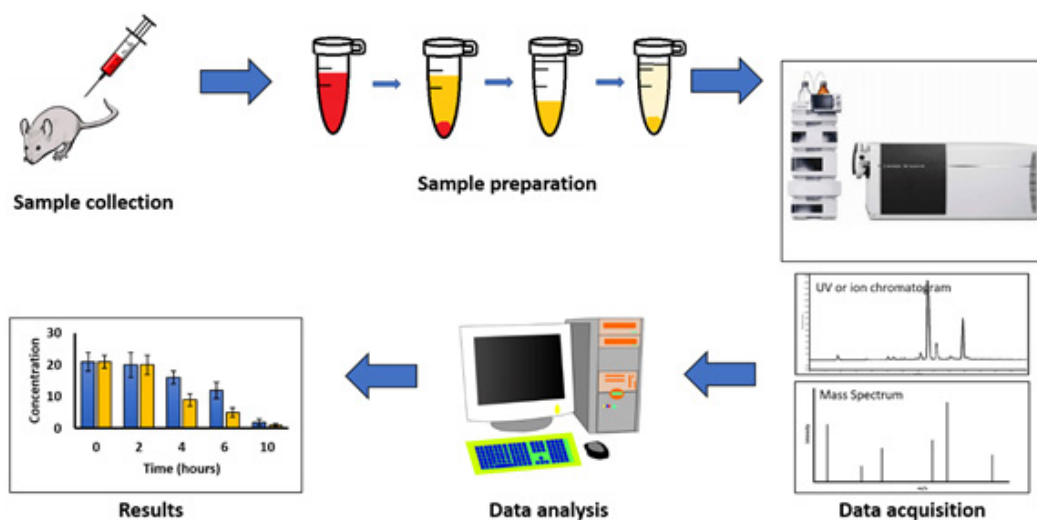 Sample collection
Sample preparation
UV or ion chromatogram
Mass Spectrum
Intensity
m/z
Data acquisition
Data analysis
Concentration
30
20
10
0
0 2 4 6 10
Time (hours)
Results